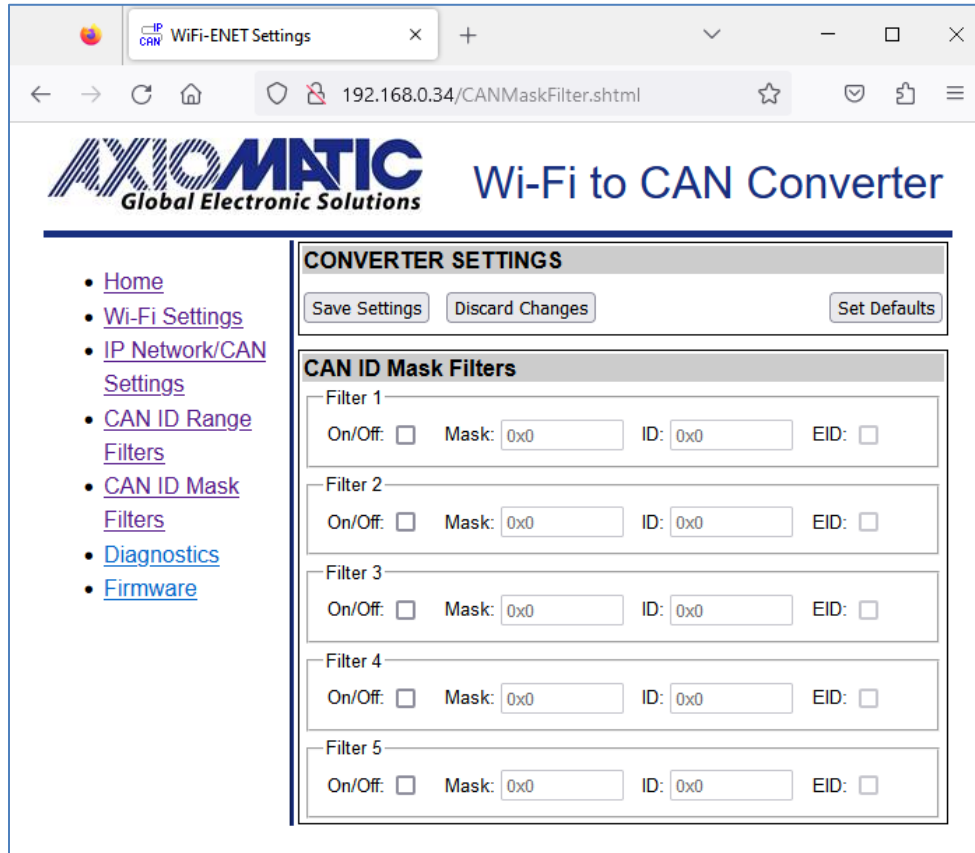 IP
CAN WiFi-ENET Settings
192.168.0.34/CANMaskFilter.shtml
AXIOMATIC
Global Electronic Solutions
Wi-Fi to CAN Converter
Home
Wi-Fi Settings
IP Network/CAN
Settings
CAN ID Range
Filters
CAN ID Mask
Filters
Diagnostics
Firmware
CONVERTER SETTINGS
Save Settings Discard Changes Set Defaults
CAN ID Mask Filters
Filter 1
On/Off: Mask: 0x0 ID: 0x0 EID:
Filter 2
On/Off: Mask: 0x0 ID: 0x0 EID:
Filter 3
On/Off: Mask: 0x0 ID: 0x0 EID:
Filter 4
On/Off: Mask: 0x0 ID: 0x0 EID:
Filter 5
On/Off: Mask: 0x0 ID: 0x0 EID: